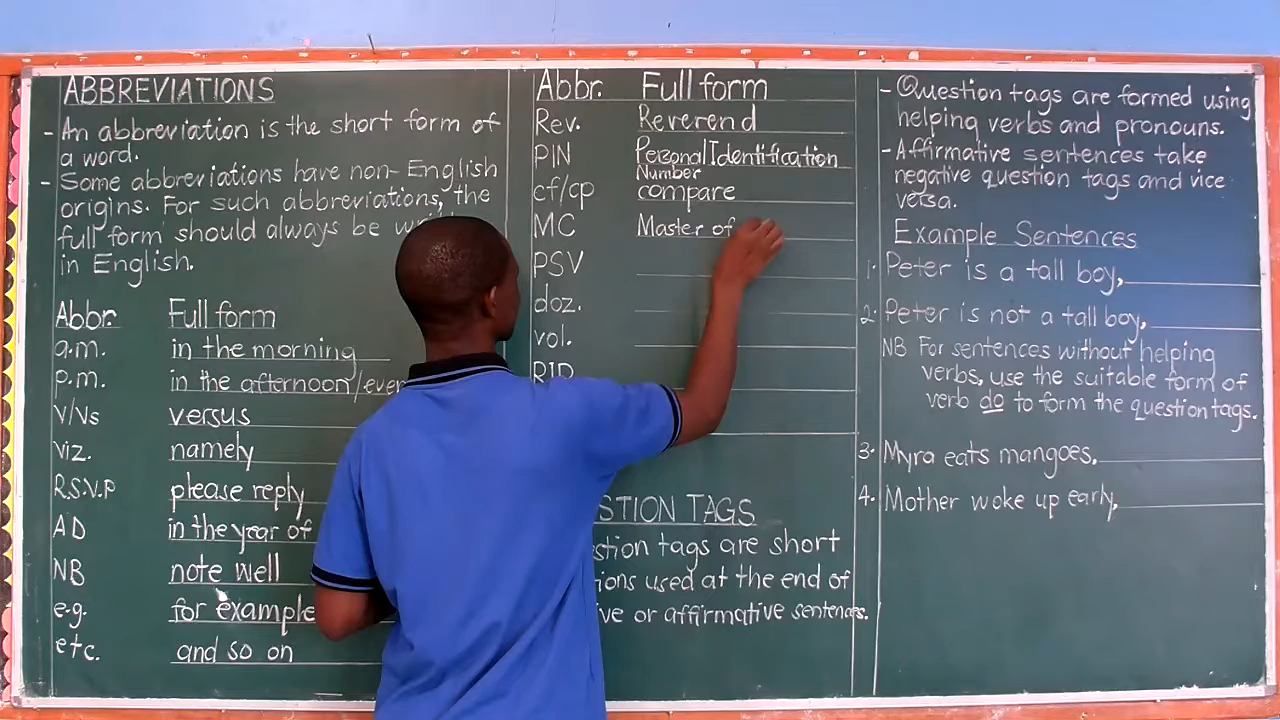 ABBREVIATIONS
- An abbreviation is the short form of
a word.
- Some abbreviations have non-English
origins. For such abbreviations, the
full form should always be
in English.
Abbr. Full form
a.m. in the morning
p.m. in the afternoon/
V/Vs versus
viz. namely
R.S.V.P please reply
AD in the year of
NB note well
e.g. for example
etc. and so on
Abbr. Full form
Rev. Reverend
PIN Personal Identification
Number
cf/cp compare
MC Master of
PSV
doz.
vol.
RIP
TAGS
tags are short
used at the end of
or affirmative sentences.
- Question tags are formed using
helping verbs and pronouns.
- Affirmative sentences take
negative question tags and vice
versa.
Example Sentences
1. Peter is a tall boy,
2. Peter is not a tall boy,
NB For sentences without helping
verbs, use the suitable form of
verb do to form the question tags.
3. Myra eats mangoes,
4. Mother woke up early,